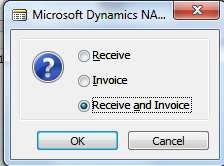 Microsoft Dynamics NA...
Receive
Invoice
Receive and Invoice
OK
Cancel